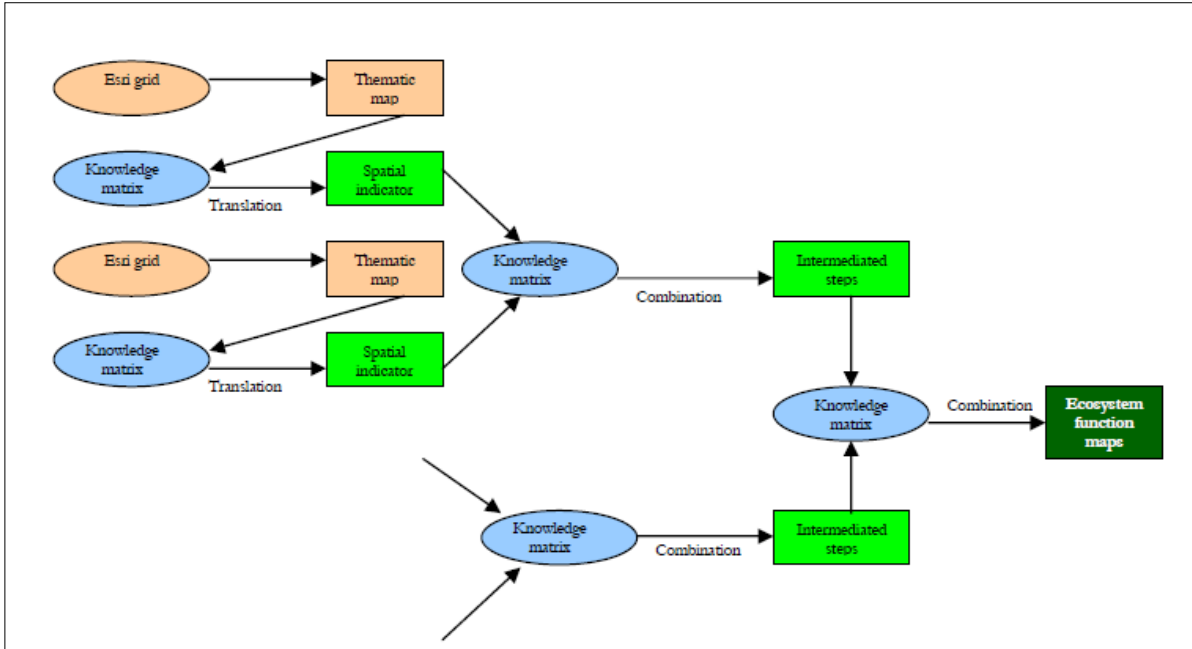 Esri grid
Thematic
map
Knowledge
matrix
Translation
Spatial
indicator
Esri grid
Thematic
map
Knowledge
matrix
Translation
Spatial
indicator
Knowledge
matrix
Combination
Intermediated
steps
Knowledge
matrix
Combination
Ecosystem
function
maps
Knowledge
matrix
Combination
Intermediated
steps